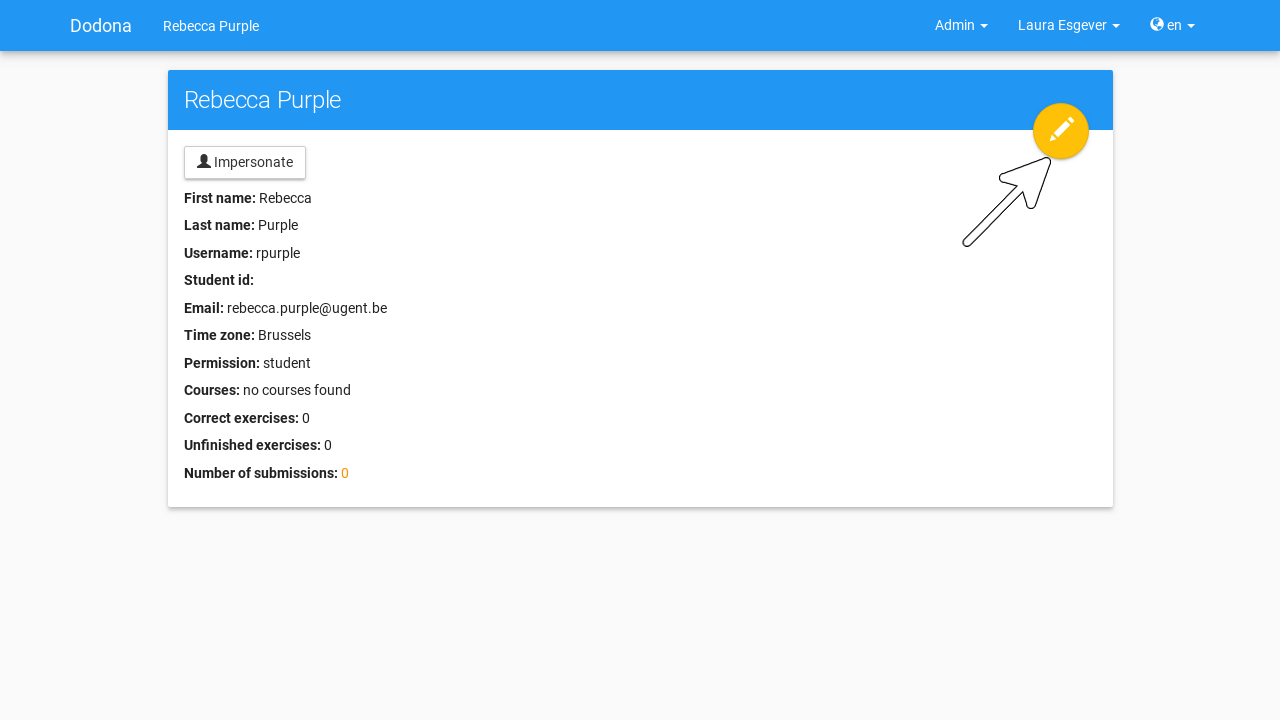 Dodona Rebecca Purple Admin Laura Esgever en
Rebecca Purple
Impersonate
First name: Rebecca
Last name: Purple
Username: rpurple
Student id:
Email: rebecca.purple@ugent.be
Time zone: Brussels
Permission: student
Courses: no courses found
Correct exercises: 0
Unfinished exercises: 0
Number of submissions: 0